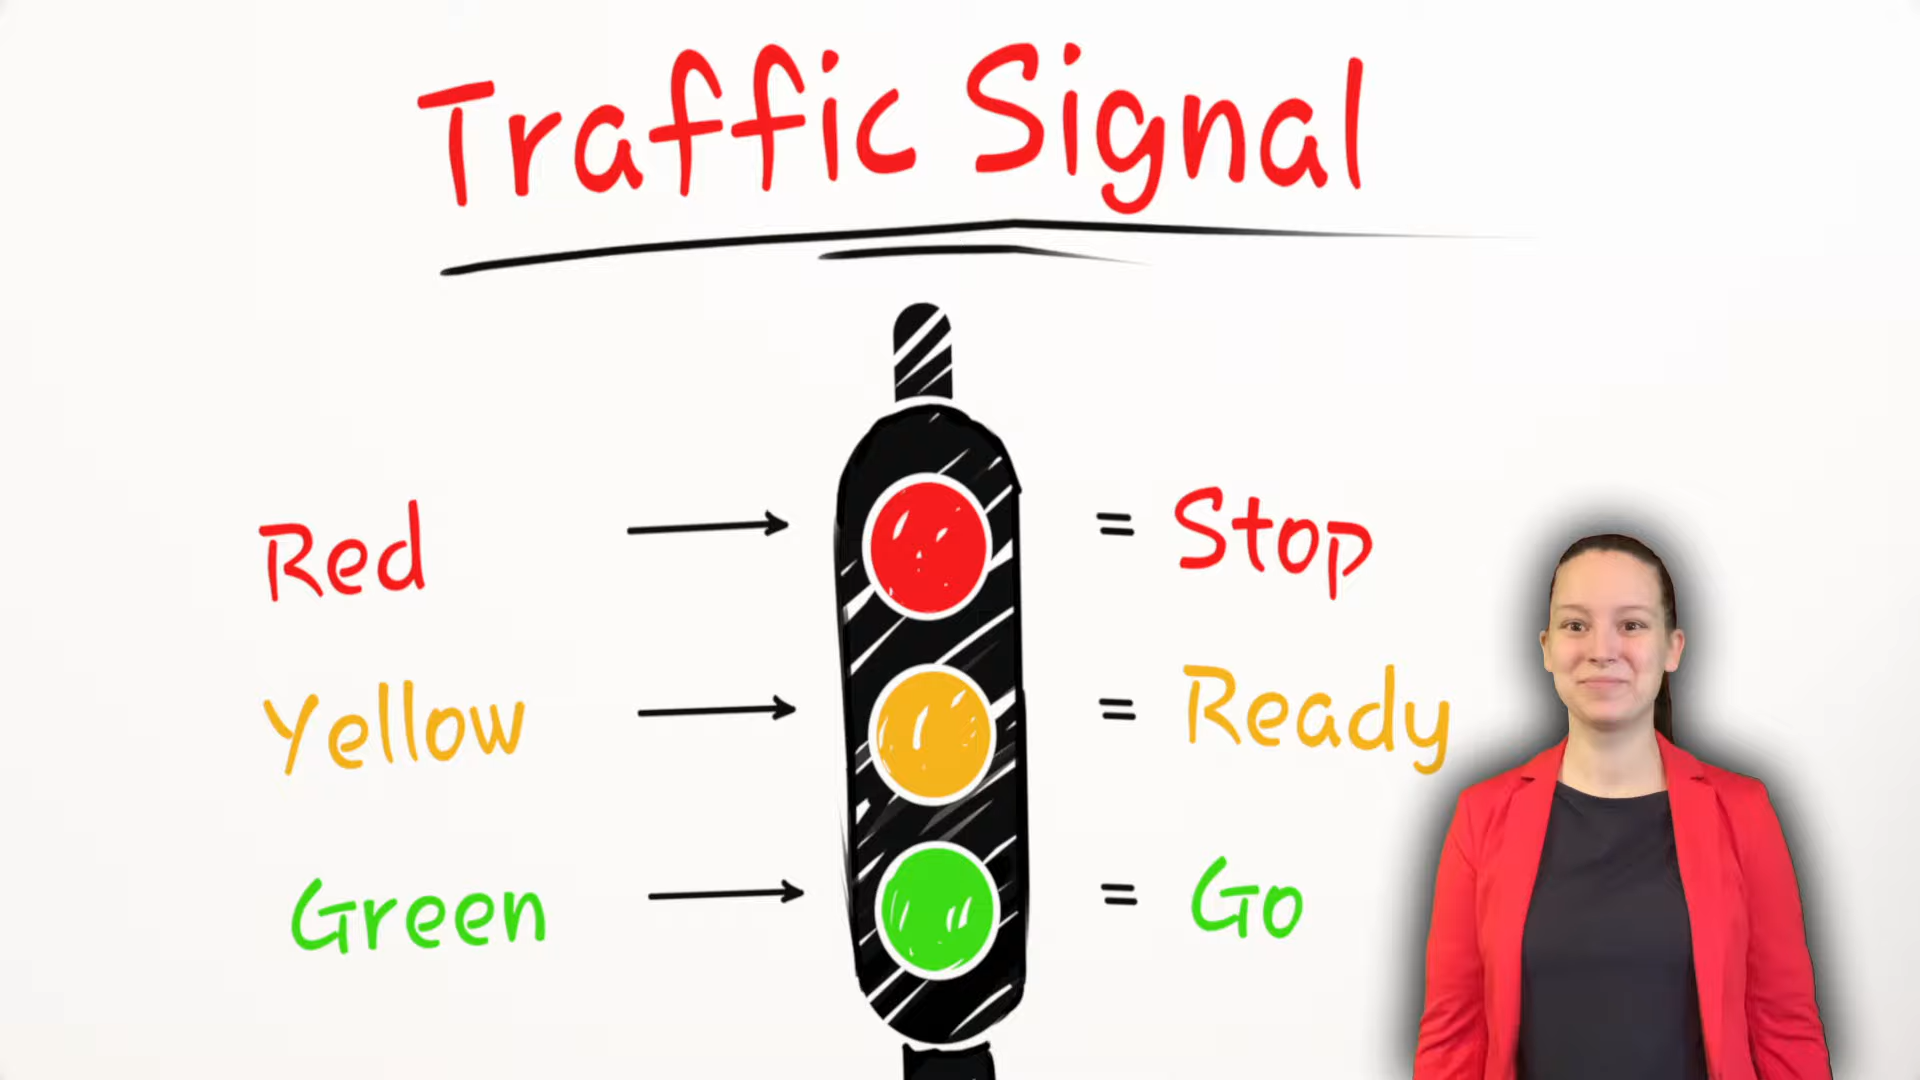 Traffic Signal
Red = Stop
Yellow = Ready
Green = Go